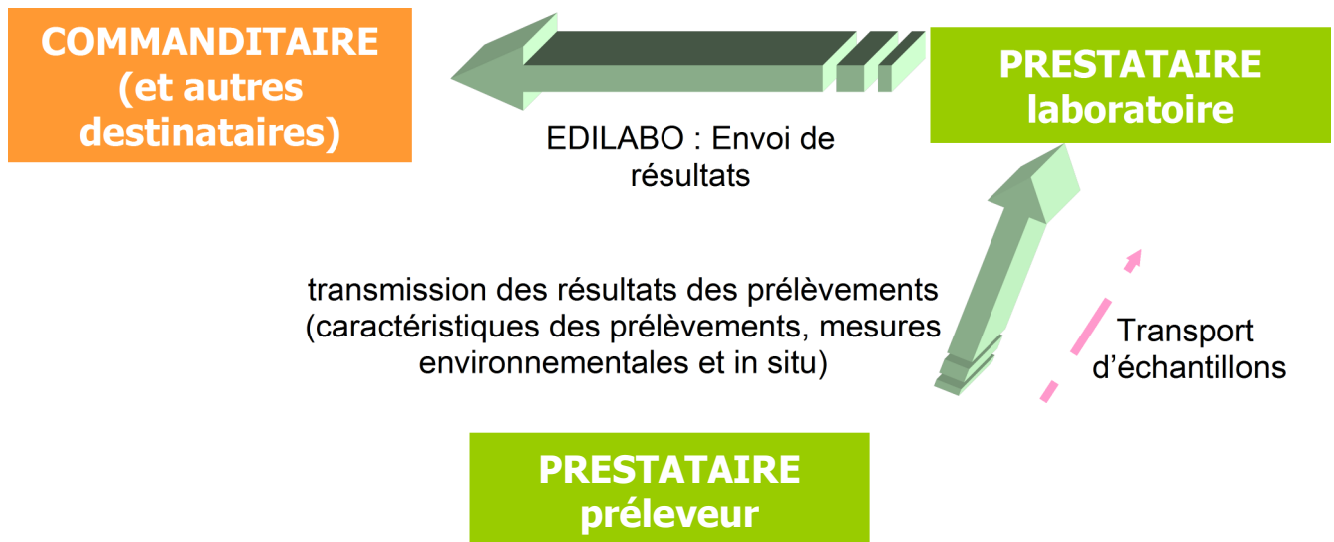 COMMANDITAIRE
(et autres
destinataires)
PRESTATAIRE
laboratoire
EDILABO : Envoi de
résultats
transmission des résultats des prélèvements
(caractéristiques des prélèvements, mesures
environnementales et in situ)
Transport
d’échantillons
PRESTATAIRE
préleveur